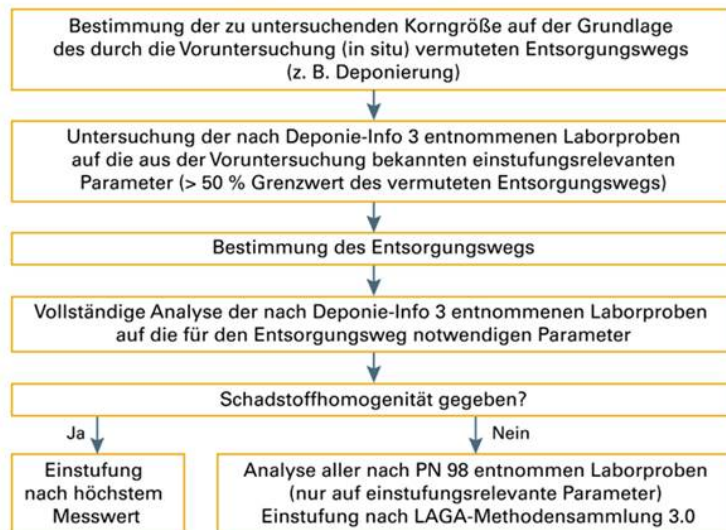 Bestimmung der zu untersuchenden Korngröße auf der Grundlage
des durch die Voruntersuchung (in situ) vermuteten Entsorgungswegs
(z. B. Deponierung)
Untersuchung der nach Deponie-Info 3 entnommenen Laborproben
auf die aus der Voruntersuchung bekannten einstufungsrelevanten
Parameter (> 50 % Grenzwert des vermuteten Entsorgungswegs)
Bestimmung des Entsorgungswegs
Vollständige Analyse der nach Deponie-Info 3 entnommenen Laborproben
auf die für den Entsorgungsweg notwendigen Parameter
Schadstoffhomogenität gegeben?
Ja
Nein
Einstufung
nach höchstem
Messwert
Analyse aller nach PN 98 entnommen Laborproben
(nur auf einstufungsrelevante Parameter)
Einstufung nach LAGA-Methodensammlung 3.0